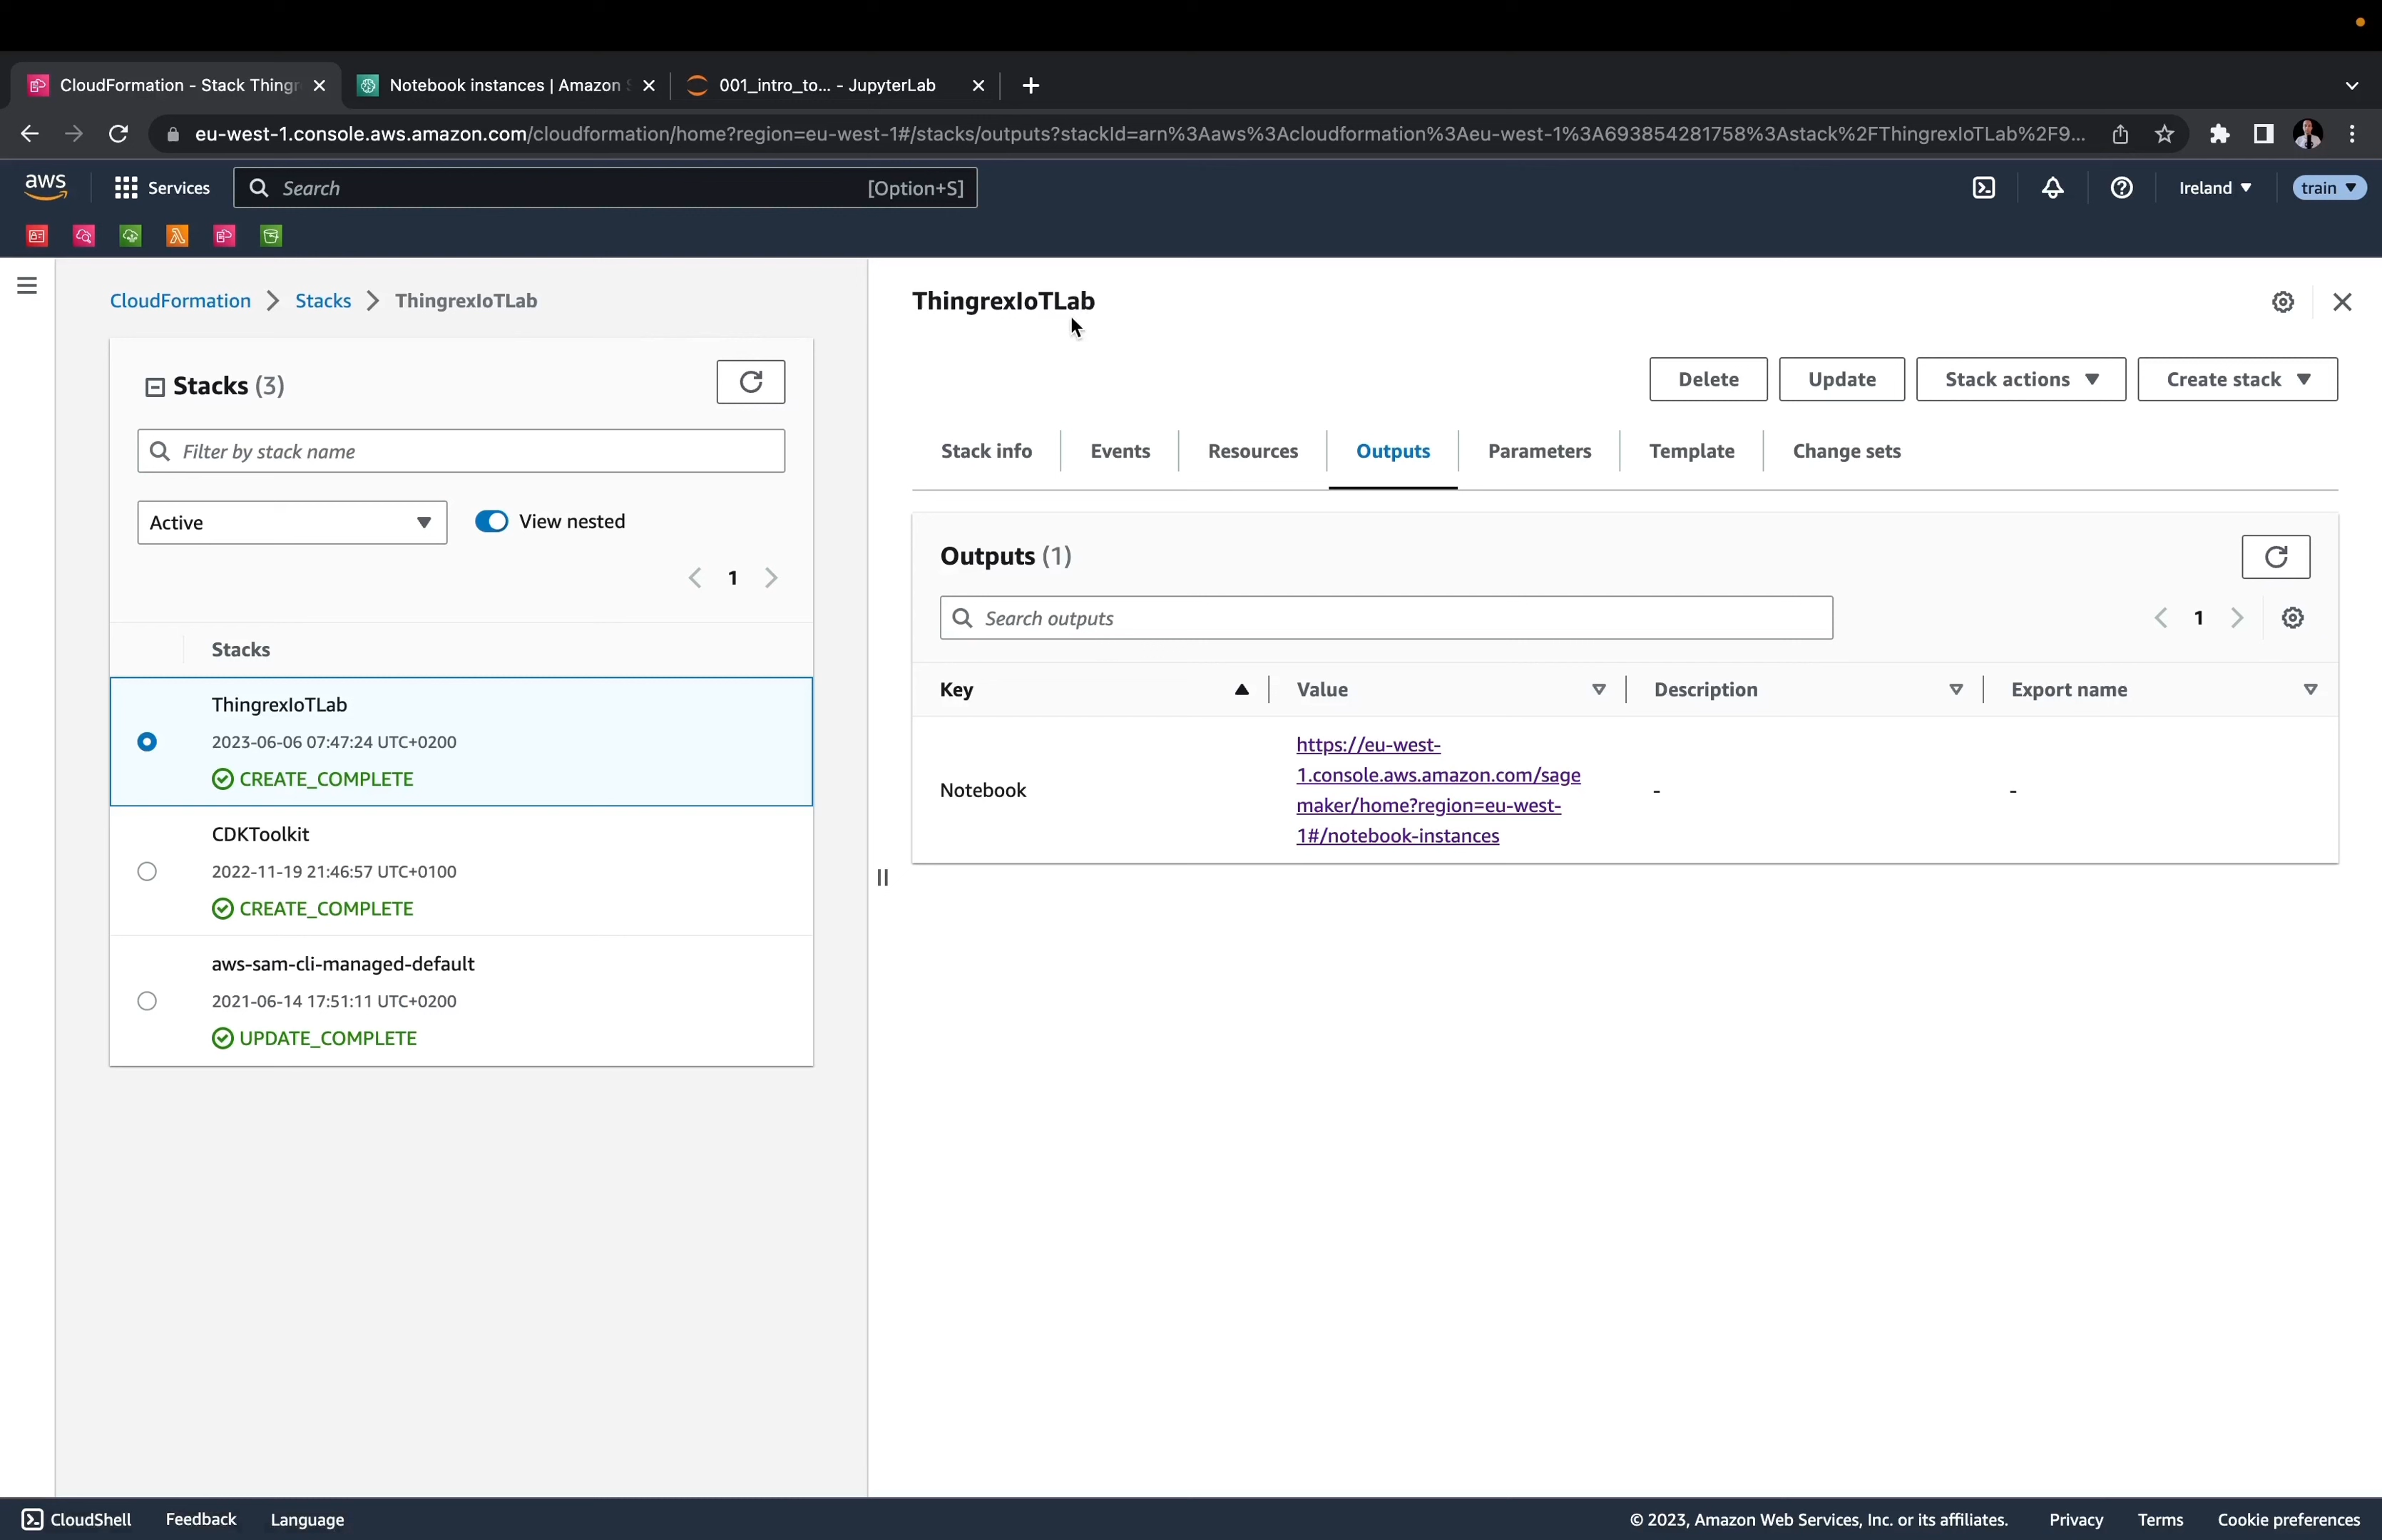 CloudFormation - Stack Thingr
Notebook instances | Amazon S
001_intro_to... - JupyterLab
eu-west-1.console.aws.amazon.com/cloudformation/home?region=eu-west-1#/stacks/outputs?stackId=arn%3Aaws%3Acloudformation%3Aeu-west-1%3A693854281758%3Astack%2FThingrexIoTLab%2F9...
aws
Services
Search
[Option+S]
Ireland
train
CloudFormation
Stacks
ThingrexIoTLab
Stacks (3)
Filter by stack name
Active
View nested
1
Stacks
ThingrexIoTLab
2023-06-06 07:47:24 UTC+0200
CREATE_COMPLETE
CDKToolkit
2022-11-19 21:46:57 UTC+0100
CREATE_COMPLETE
aws-sam-cli-managed-default
2021-06-14 17:51:11 UTC+0200
UPDATE_COMPLETE
ThingrexIoTLab
Delete
Update
Stack actions
Create stack
Stack info
Events
Resources
Outputs
Parameters
Template
Change sets
Outputs (1)
Search outputs
1
Key
Value
Description
Export name
Notebook
https://eu-west-
1.console.aws.amazon.com/sage
maker/home?region=eu-west-
1#/notebook-instances
-
-
CloudShell
Feedback
Language
© 2023, Amazon Web Services, Inc. or its affiliates.
Privacy
Terms
Cookie preferences